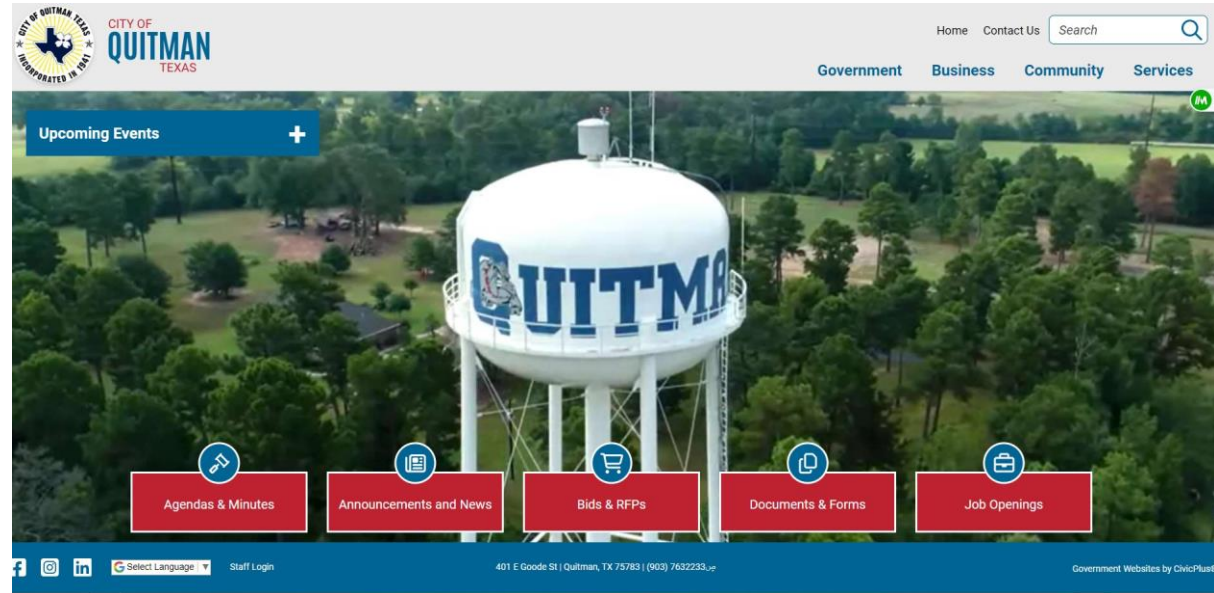 CITY OF QUITMAN TEXAS
INCORPORATED IN 1941
CITY OF
QUITMAN
TEXAS
Home Contact Us Search
Government Business Community Services
Upcoming Events +
QUITMA
Agendas & Minutes Announcements and News Bids & RFPs Documents & Forms Job Openings
f in G Select Language ▼ Staff Login 401 E Goode St | Quitman, TX 75783 | (903) 7632233 Government Websites by CivicPlus®